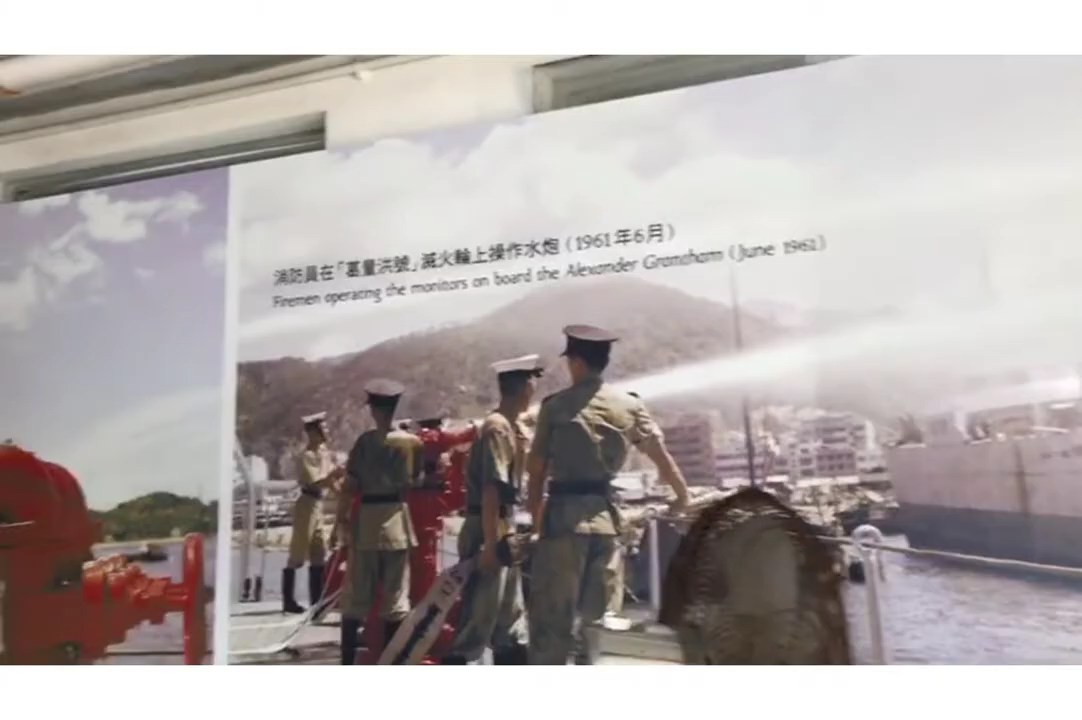 消防員在「葛量洪號」滅火輪上操作水炮（1961年6月）
Firemen operating the monitors on board the Alexander Grantham (June 1961)